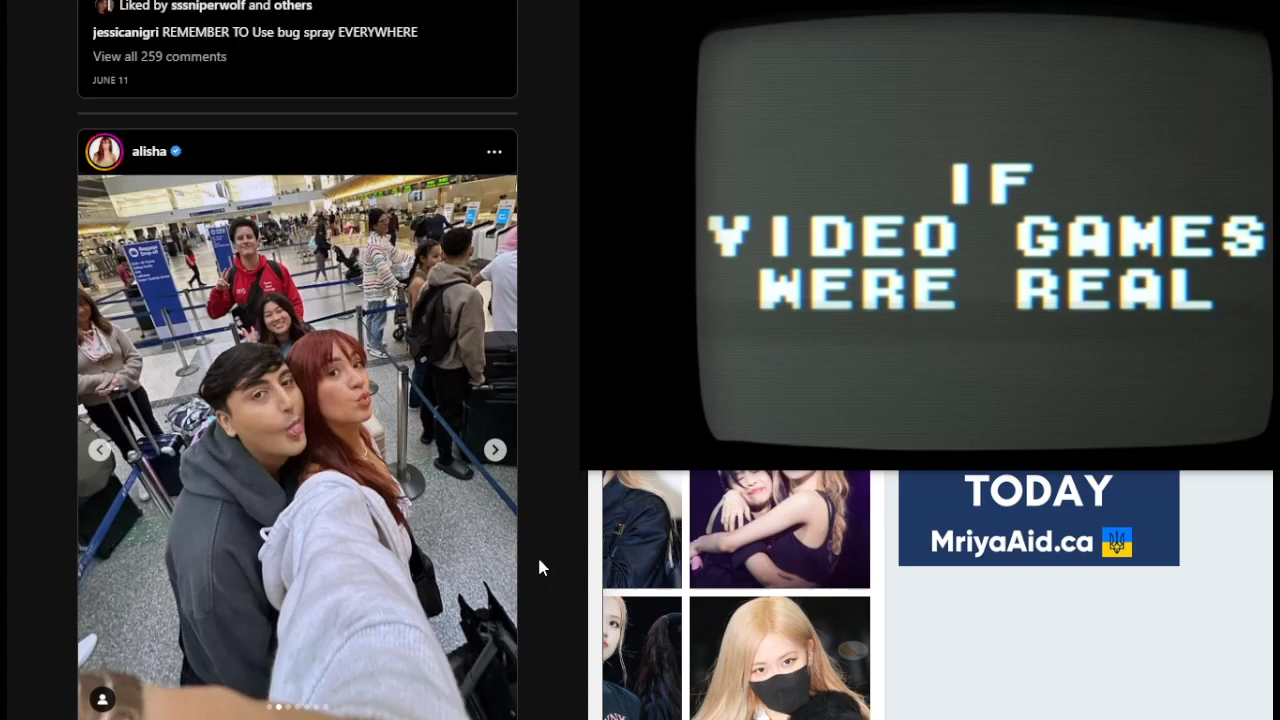 Liked by sssniperwolf and others
jessicanigri REMEMBER TO Use bug spray EVERYWHERE
View all 259 comments
JUNE 11
alisha
IF
VIDEO GAMES
WERE REAL
TODAY
MriyaAid.ca